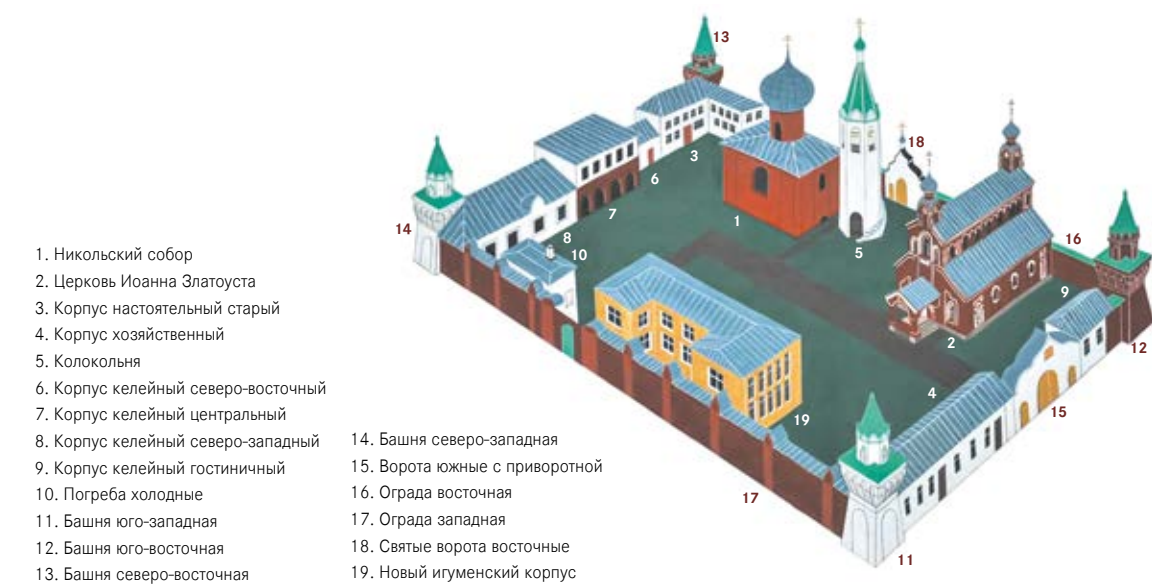 1. Никольский собор
2. Церковь Иоанна Златоуста
3. Корпус настоятельный старый
4. Корпус хозяйственный
5. Колокольня
6. Корпус келейный северо-восточный
7. Корпус келейный центральный
8. Корпус келейный северо-западный
9. Корпус келейный гостиничный
10. Погреба холодные
11. Башня юго-западная
12. Башня юго-восточная
13. Башня северо-восточная
14. Башня северо-западная
15. Ворота южные с приворотной
16. Ограда восточная
17. Ограда западная
18. Святые ворота восточные
19. Новый игуменский корпус
13
18
3
6
7
1
14
8
10
5
16
9
2
12
4
15
19
17
11